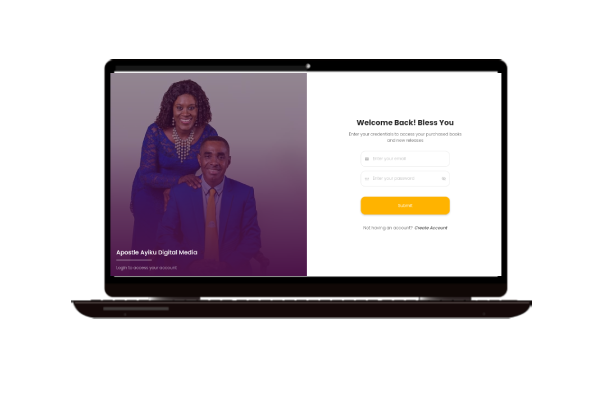 Apostle Ayiku Digital Media
Login to access your account
Welcome Back! Bless You
Enter your credentials to access your purchased books
and new releases
Enter your email
Enter your password
Submit
Not having an account? Create Account